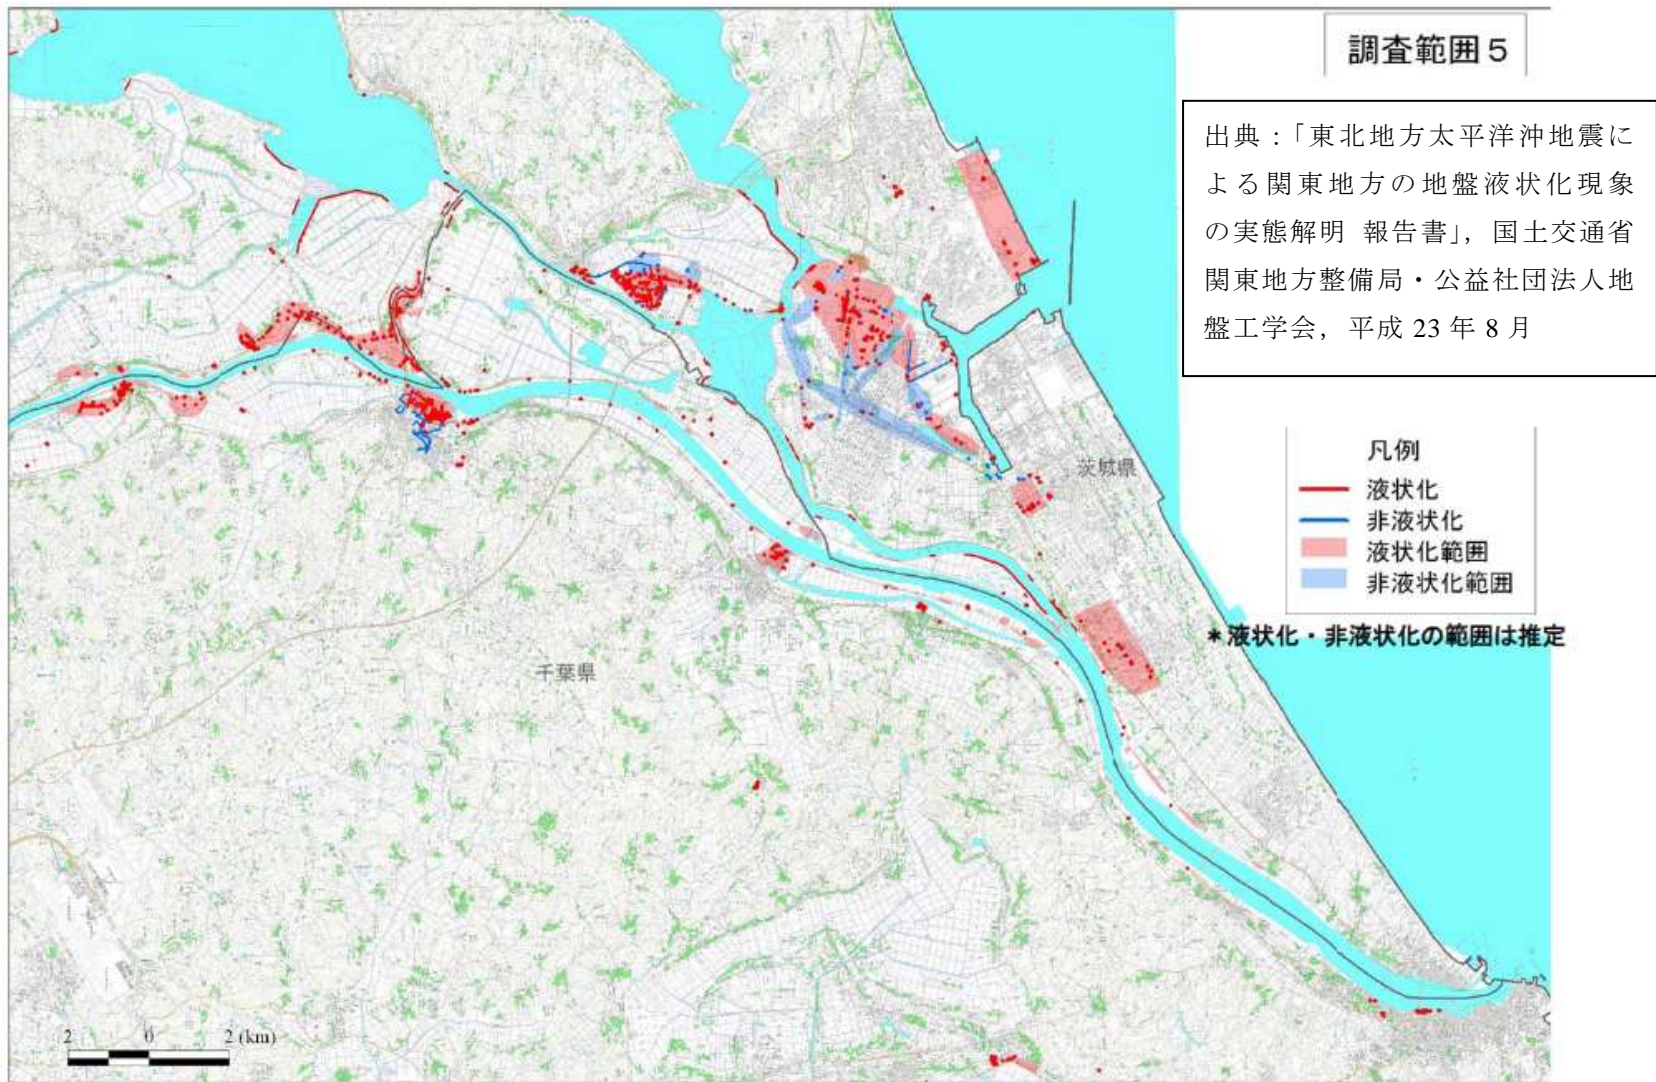 調査範囲5
出典：「東北地方太平洋沖地震に
よる関東地方の地盤液状化現象
の実態解明 報告書」，国土交通省
関東地方整備局・公益社団法人地
盤工学会，平成 23 年 8 月
茨城県
凡例
液状化
非液状化
液状化範囲
非液状化範囲
＊液状化・非液状化の範囲は推定
千葉県
2 0 2 (km)